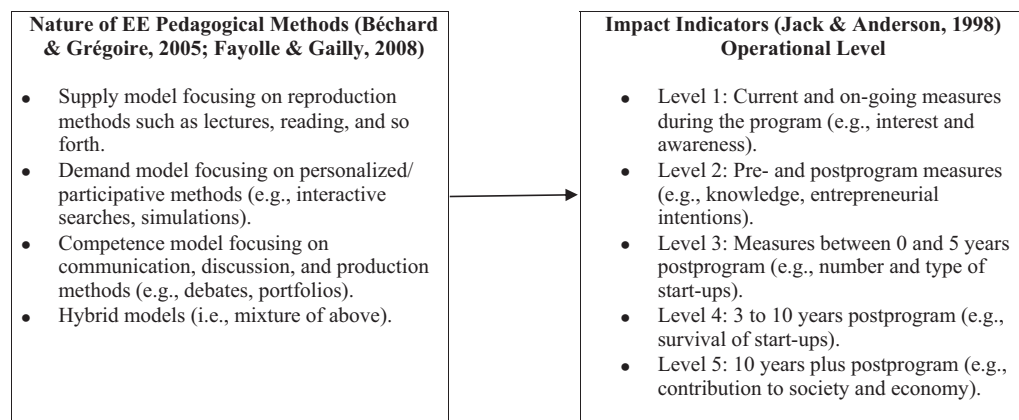 Nature of EE Pedagogical Methods (Béchard
& Grégoire, 2005; Fayolle & Gailly, 2008)
• Supply model focusing on reproduction
methods such as lectures, reading, and so
forth.
• Demand model focusing on personalized/
participative methods (e.g., interactive
searches, simulations).
• Competence model focusing on
communication, discussion, and production
methods (e.g., debates, portfolios).
• Hybrid models (i.e., mixture of above).
Impact Indicators (Jack & Anderson, 1998)
Operational Level
• Level 1: Current and on-going measures
during the program (e.g., interest and
awareness).
• Level 2: Pre- and postprogram measures
(e.g., knowledge, entrepreneurial
intentions).
• Level 3: Measures between 0 and 5 years
postprogram (e.g., number and type of
start-ups).
• Level 4: 3 to 10 years postprogram (e.g.,
survival of start-ups).
• Level 5: 10 years plus postprogram (e.g.,
contribution to society and economy).